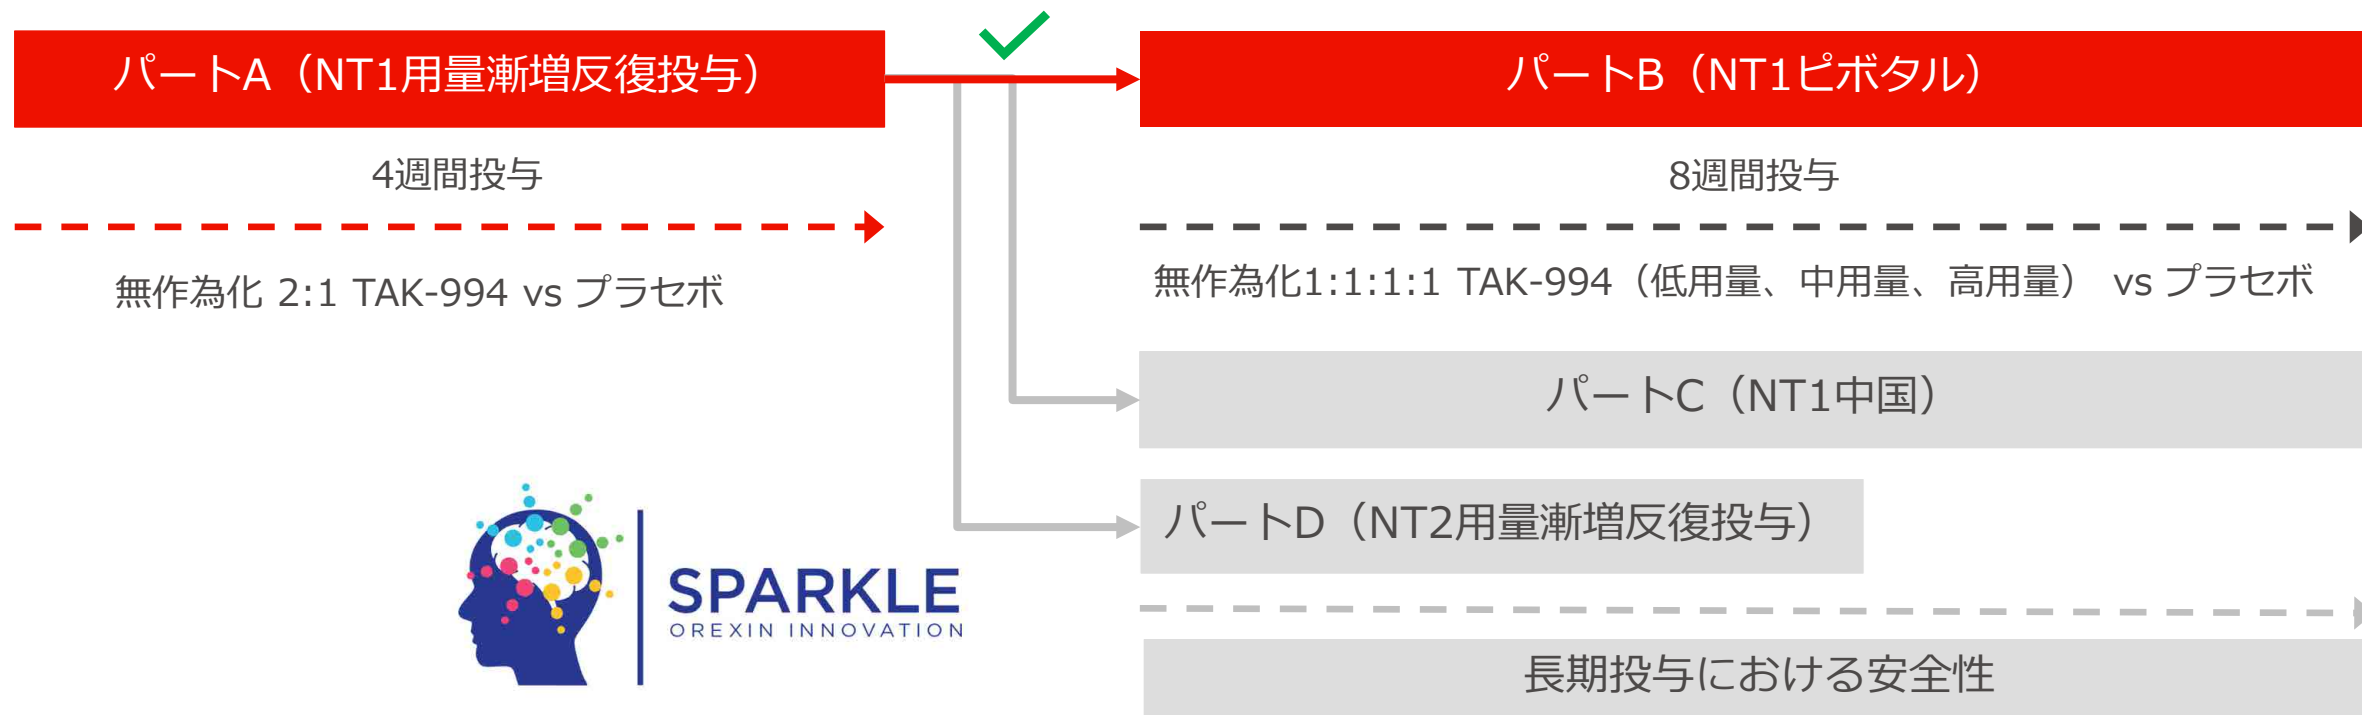 パートA（NT1用量漸増反復投与）
4週間投与
無作為化 2:1 TAK-994 vs プラセボ
パートB（NT1ピボタル）
8週間投与
無作為化1:1:1:1 TAK-994（低用量、中用量、高用量） vs プラセボ
パートC（NT1中国）
パートD（NT2用量漸増反復投与）
長期投与における安全性
SPARKLE
OREXIN INNOVATION